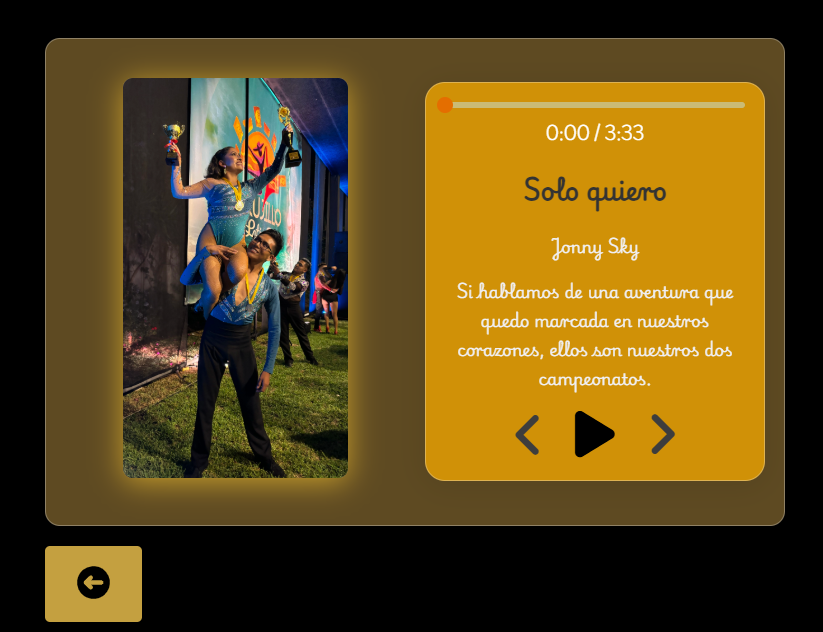 0:00 / 3:33
Solo quiero
Jonny Sky
Si hablamos de una aventura que
quedo marcada en nuestros
corazones, ellos son nuestros dos
campeonatos.